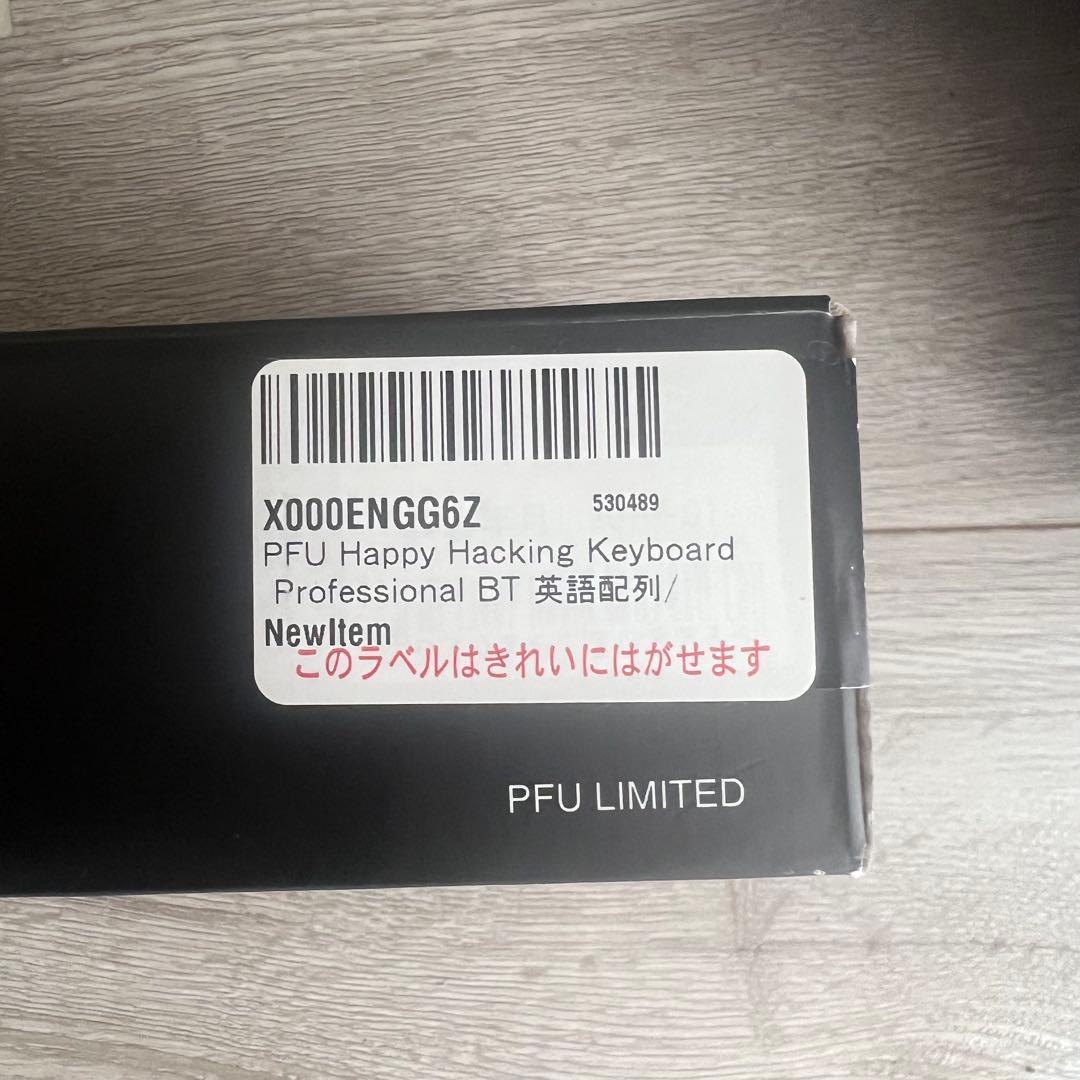 X000ENGG6Z 530489
PFU Happy Hacking Keyboard
Professional BT 英語配列/
NewItem
このラベルはきれいにはがせます
PFU LIMITED